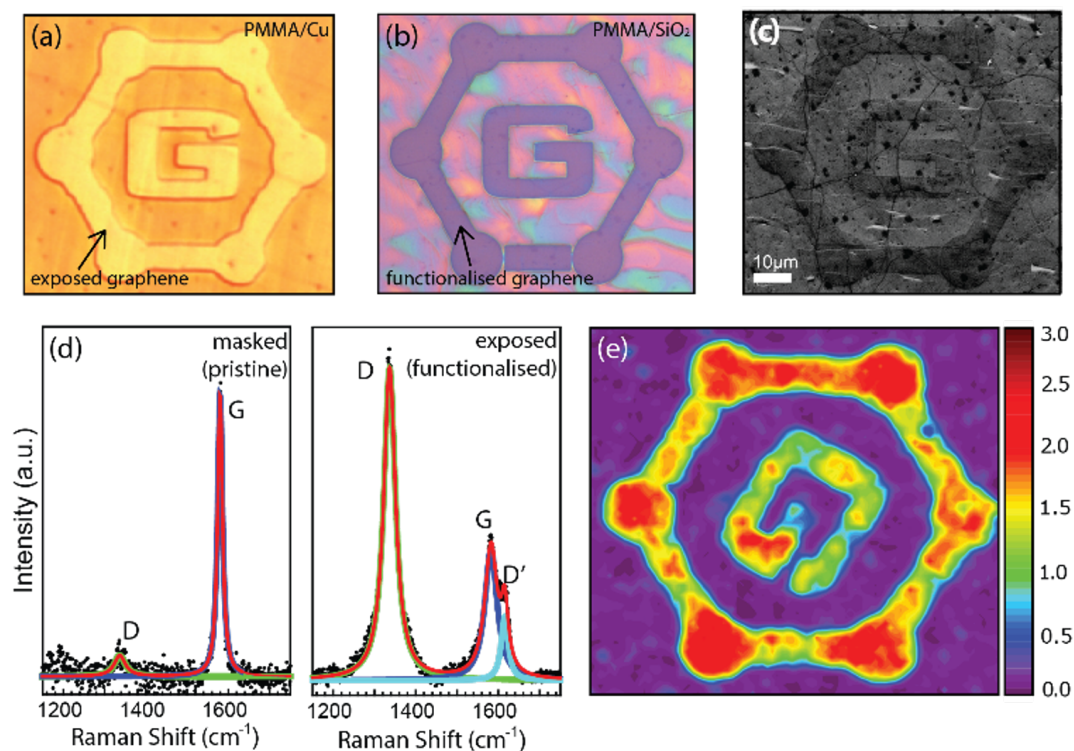 (a)
PMMA/Cu
G
exposed graphene
(b)
PMMA/SiO₂
G
functionalised graphene
(c)
10µm
(d)
masked
(pristine)
G
D
1200 1400 1600
Raman Shift (cm⁻¹)
Intensity (a.u.)
exposed
(functionalised)
D
G
D'
1200 1400 1600
Raman Shift (cm⁻¹)
(e)
G
3.0
2.5
2.0
1.5
1.0
0.5
0.0